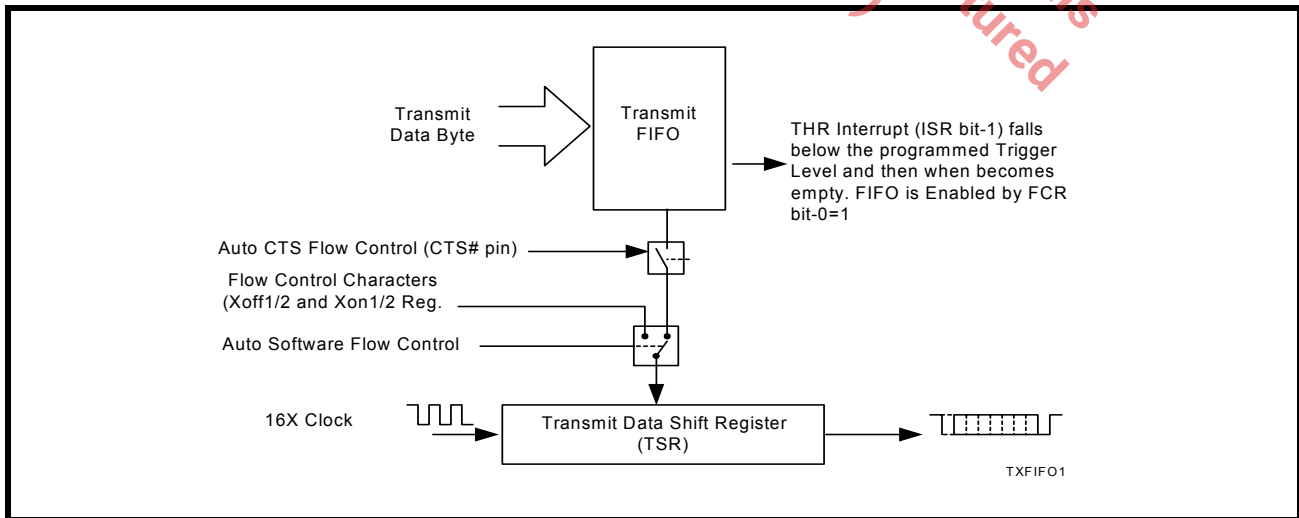 Transmit
Data Byte
Transmit
FIFO
THR Interrupt (ISR bit-1) falls
below the programmed Trigger
Level and then when becomes
empty. FIFO is Enabled by FCR
bit-0=1
Auto CTS Flow Control (CTS# pin)
Flow Control Characters
(Xoff1/2 and Xon1/2 Reg.
Auto Software Flow Control
16X Clock
Transmit Data Shift Register
(TSR)
TXFIFO1